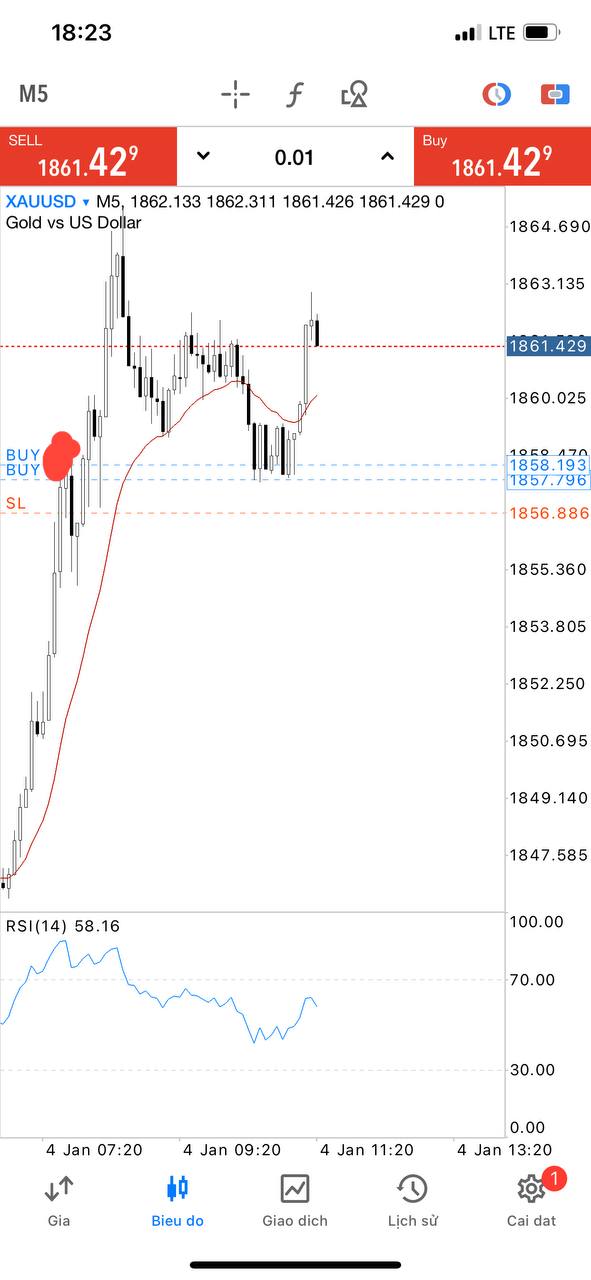 18:23
LTE
M5
SELL
1861.42⁹
0.01
Buy
1861.42⁹
XAUUSD ▾ M5, 1862.133 1862.311 1861.426 1861.429 0
Gold vs US Dollar
1864.690
1863.135
1861.429
1860.025
BUY
1858.193
BUY
1857.796
SL
1856.886
1855.360
1853.805
1852.250
1850.695
1849.140
1847.585
RSI(14) 58.16
100.00
70.00
30.00
0.00
4 Jan 07:20
4 Jan 09:20
4 Jan 11:20
4 Jan 13:20
1
Gia
Bieu do
Giao dich
Lịch sử
Cai dat